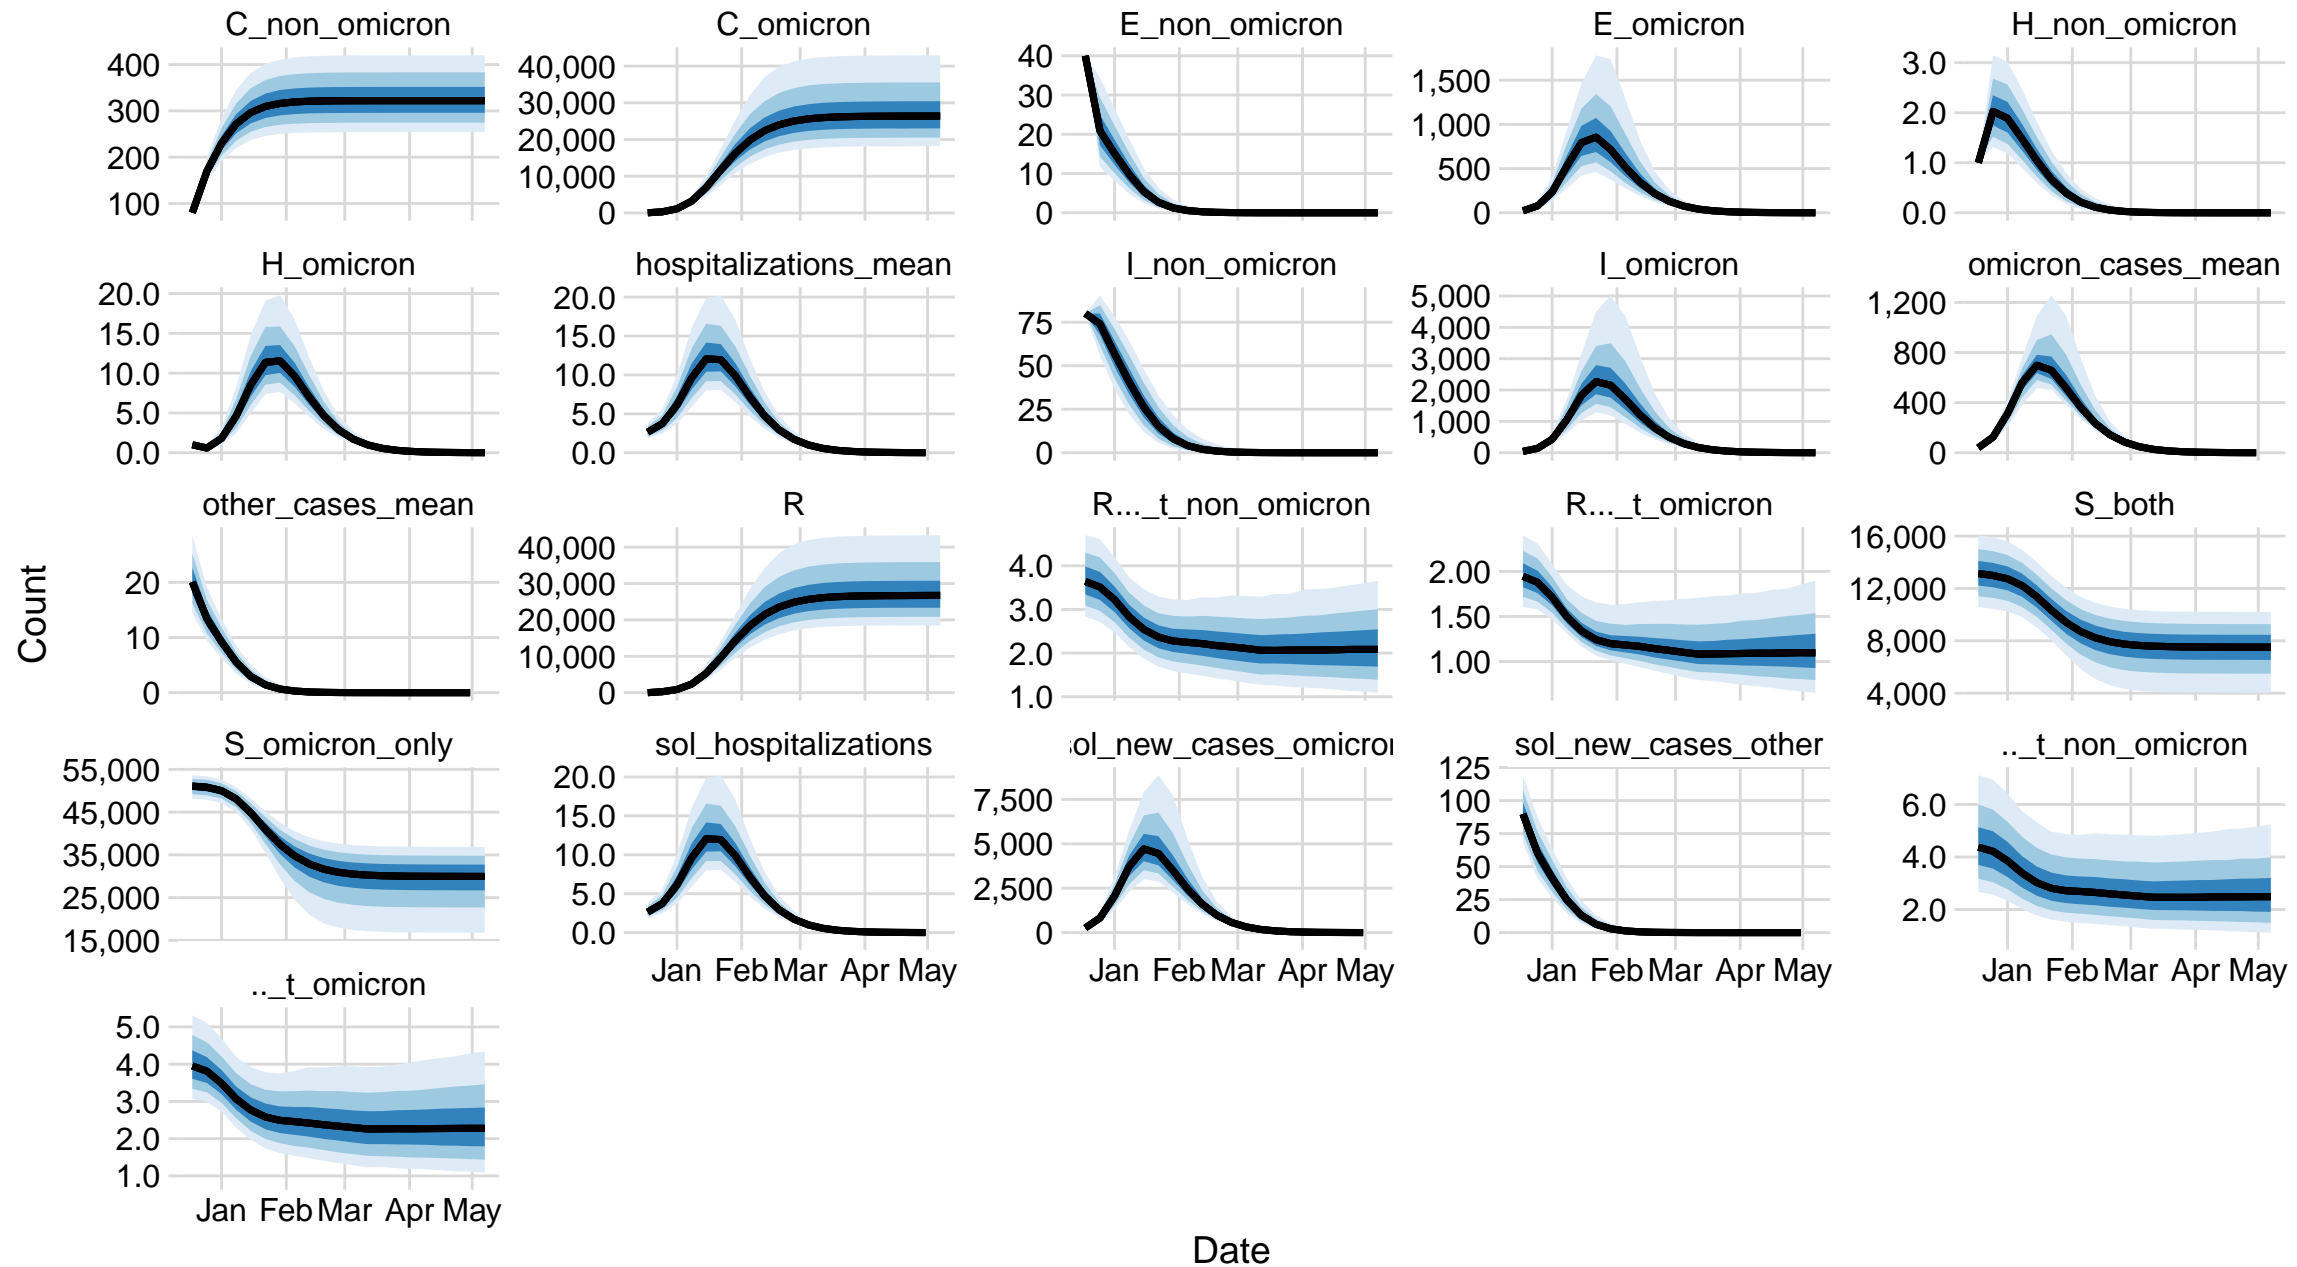 C_non_omicron C_omicron E_non_omicron E_omicron H_non_omicron
400 300 200 100
40,000 30,000 20,000 10,000 0
40 30 20 10 0
1,500 1,000 500 0
3.0 2.0 1.0 0.0
H_omicron hospitalizations_mean I_non_omicron I_omicron omicron_cases_mean
20.0 15.0 10.0 5.0 0.0
20.0 15.0 10.0 5.0 0.0
75 50 25 0
5,000 4,000 3,000 2,000 1,000 0
1,200 800 400 0
other_cases_mean R R..._t_non_omicron R..._t_omicron S_both
20 10 0
40,000 30,000 20,000 10,000 0
4.0 3.0 2.0 1.0
2.00 1.50 1.00
16,000 12,000 8,000 4,000
S_omicron_only sol_hospitalizations sol_new_cases_omicron sol_new_cases_other .._t_non_omicron
55,000 45,000 35,000 25,000 15,000
20.0 15.0 10.0 5.0 0.0
7,500 5,000 2,500 0
125 100 75 50 25 0
6.0 4.0 2.0
Jan Feb Mar Apr May
Jan Feb Mar Apr May
Jan Feb Mar Apr May
Jan Feb Mar Apr May
.._t_omicron
5.0 4.0 3.0 2.0 1.0
Jan Feb Mar Apr May
Count
Date